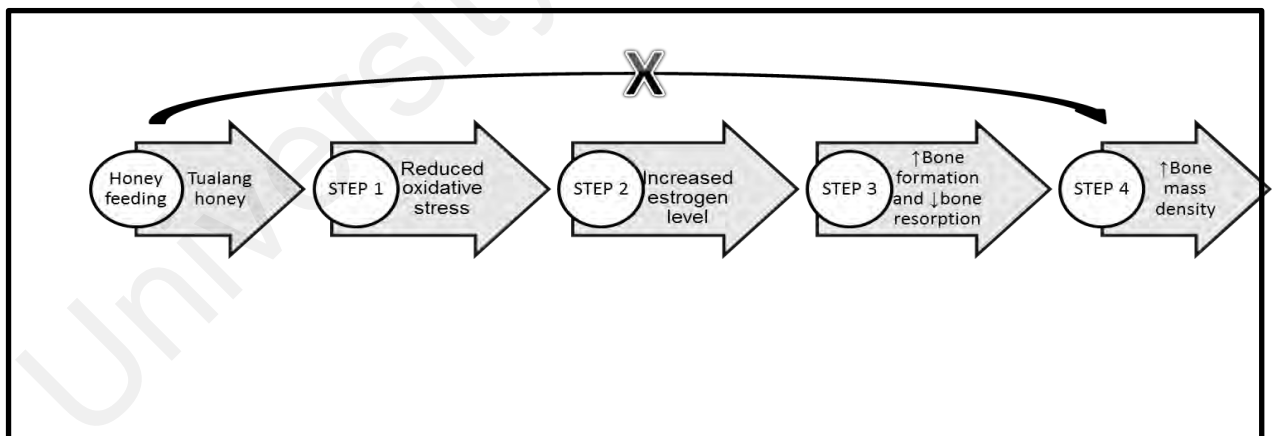 University
X
Honey
feeding
Tualang
honey
STEP 1
Reduced
oxidative
stress
STEP 2
Increased
estrogen
level
STEP 3
↑Bone
formation
and ↓bone
resorption
STEP 4
↑Bone
mass
density